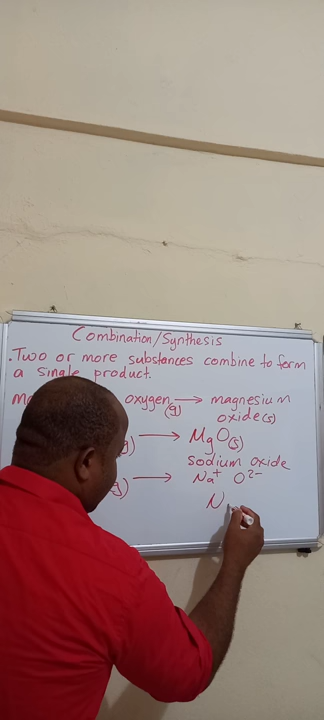 Combination/Synthesis
. Two or more substances combine to form
a single product.
oxygen(g) → magnesium
oxide(s)
→ MgO(s)
sodium oxide
→ Na+ O2-
N